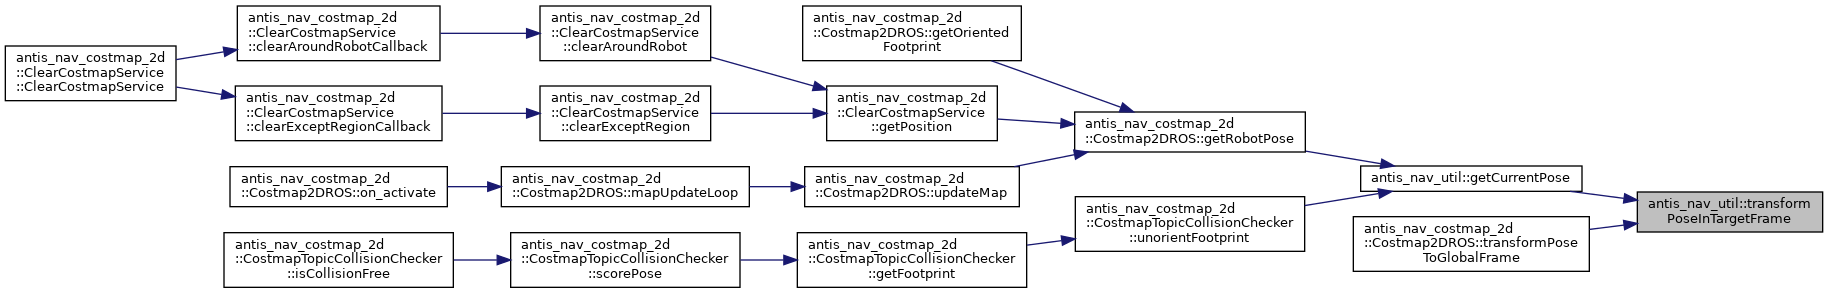 antis_nav_costmap_2d
::ClearCostmapService
::ClearCostmapService
antis_nav_costmap_2d
::ClearCostmapService
::clearAroundRobotCallback
antis_nav_costmap_2d
::ClearCostmapService
::clearExceptRegionCallback
antis_nav_costmap_2d
::Costmap2DROS::on_activate
antis_nav_costmap_2d
::CostmapTopicCollisionChecker
::isCollisionFree
antis_nav_costmap_2d
::ClearCostmapService
::clearAroundRobot
antis_nav_costmap_2d
::ClearCostmapService
::clearExceptRegion
antis_nav_costmap_2d
::Costmap2DROS::mapUpdateLoop
antis_nav_costmap_2d
::CostmapTopicCollisionChecker
::scorePose
antis_nav_costmap_2d
::Costmap2DROS::getOriented
Footprint
antis_nav_costmap_2d
::ClearCostmapService
::getPosition
antis_nav_costmap_2d
::Costmap2DROS::updateMap
antis_nav_costmap_2d
::CostmapTopicCollisionChecker
::getFootprint
antis_nav_costmap_2d
::Costmap2DROS::getRobotPose
antis_nav_costmap_2d
::CostmapTopicCollisionChecker
::unorientFootprint
antis_nav_util::getCurrentPose
antis_nav_costmap_2d
::Costmap2DROS::transformPose
ToGlobalFrame
antis_nav_util::transform
PoseInTargetFrame